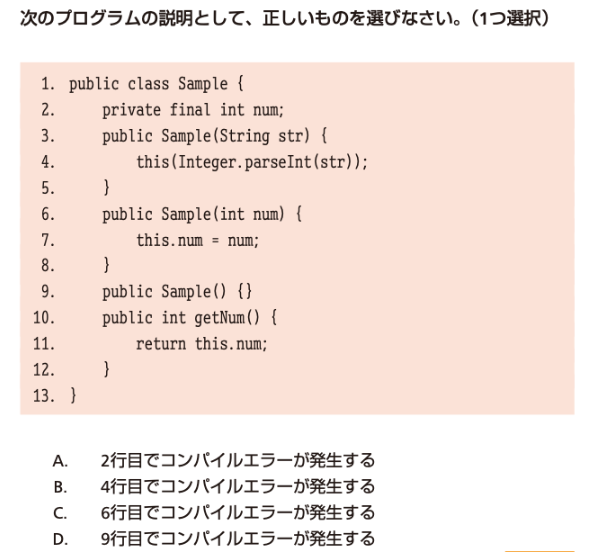 次のプログラムの説明として、正しいものを選びなさい。(1つ選択)
1. public class Sample {
2. private final int num;
3. public Sample(String str) {
4. this(Integer.parseInt(str));
5. }
6. public Sample(int num) {
7. this.num = num;
8. }
9. public Sample() {}
10. public int getNum() {
11. return this.num;
12. }
13. }
A. 2行目でコンパイルエラーが発生する
B. 4行目でコンパイルエラーが発生する
C. 6行目でコンパイルエラーが発生する
D. 9行目でコンパイルエラーが発生する